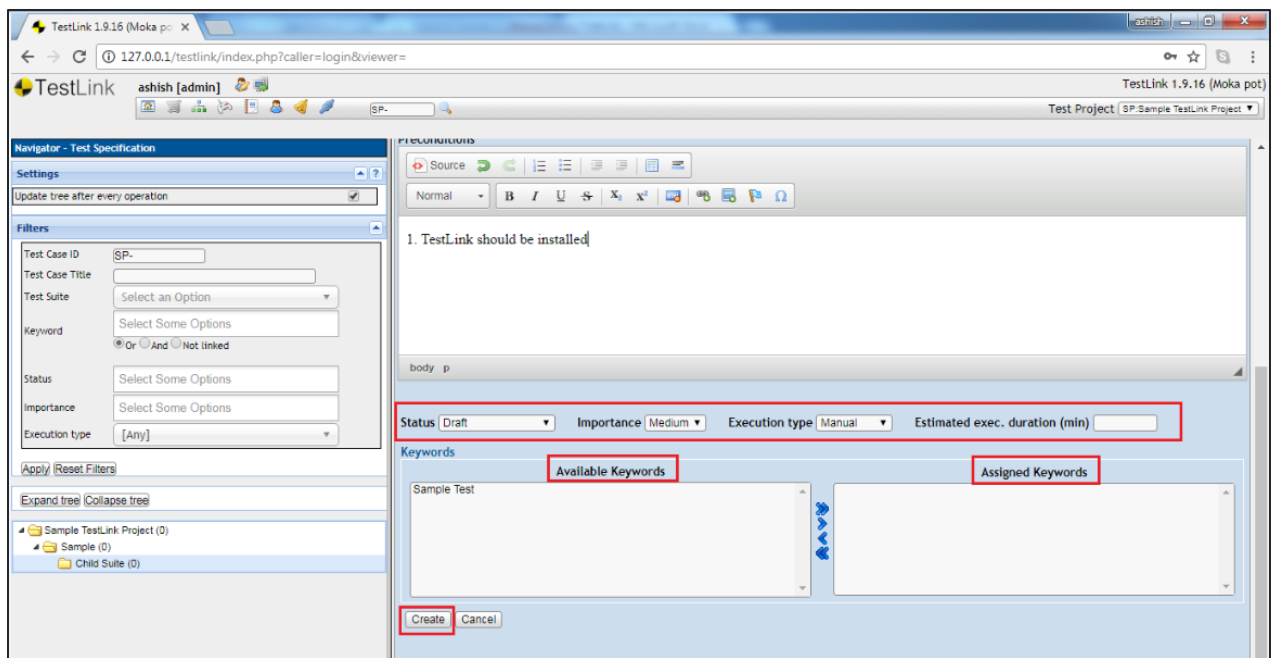 TestLink 1.9.16 (Moka po
ashish
127.0.0.1/testlink/index.php?caller=login&viewer=
TestLink ashish [admin] TestLink 1.9.16 (Moka pot)
SP- Test Project SP:Sample TestLink Project
Navigator - Test Specification
Settings ?
Update tree after every operation
Filters
Test Case ID SP-
Test Case Title
Test Suite Select an Option
Keyword Select Some Options
Or And Not linked
Status Select Some Options
Importance Select Some Options
Execution type [Any]
Apply Reset Filters
Expand tree Collapse tree
Sample TestLink Project (0)
Sample (0)
Child Suite (0)
Preconditions
Source
Normal B I U S X₂ x² Ω
1. TestLink should be installed
body p
Status Draft Importance Medium Execution type Manual Estimated exec. duration (min)
Keywords
Available Keywords Assigned Keywords
Sample Test
Create Cancel